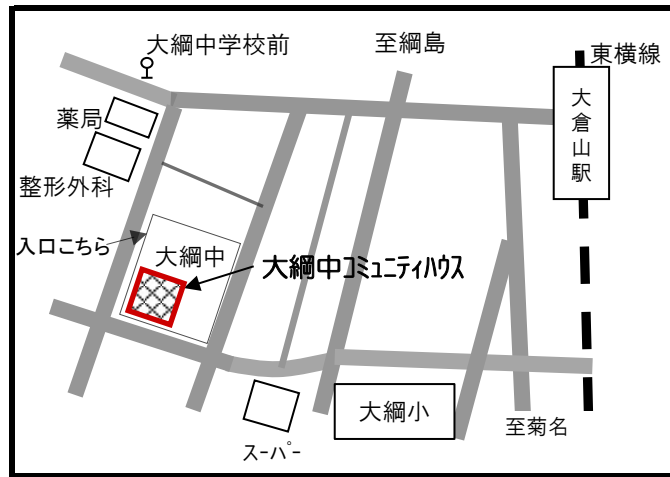 大綱中学校前
至綱島
東横線
大倉山駅
薬局
整形外科
入口こちら
大綱中
大綱中コミュニティハウス
大綱小
至菊名
スーパー